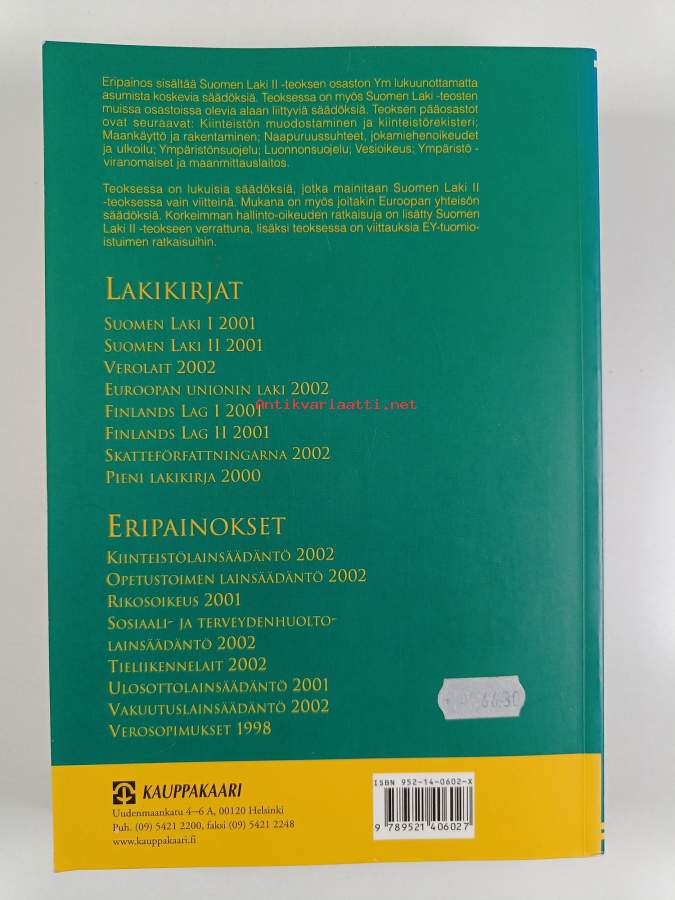 Eripainos sisältää Suomen Laki II -teoksen osaston Ym lukuunottamatta
asumista koskevia säädöksiä. Teoksessa on myös Suomen Laki -teosten
muissa osastoissa olevia alaan liittyviä säädöksiä. Teoksen pääosastot
ovat seuraavat: Kiinteistön muodostaminen ja kiinteistörekisteri;
Maankäyttö ja rakentaminen; Naapuruussuhteet, jokamiehenoikeudet
ja ulkoilu; Ympäristönsuojelu; Luonnonsuojelu; Vesioikeus; Ympäristö -
viranomaiset ja maanmittauslaitos.
Teoksessa on lukuisia säädöksiä, jotka mainitaan Suomen Laki II
-teoksessa vain viitteinä. Mukana on myös joitakin Euroopan yhteisön
säädöksiä. Korkeimman hallinto-oikeuden ratkaisuja on lisätty Suomen
Laki II -teokseen verrattuna, lisäksi teoksessa on viittauksia EY-tuomio-
istuimen ratkaisuihin.
LAKIKIRJAT
SUOMEN LAKI I 2001
SUOMEN LAKI II 2001
VEROLAIT 2002
EUROOPAN UNIONIN LAKI 2002
Antikvariaatti.net
FINLANDS LAG I 2001
FINLANDS LAG II 2001
SKATTEFÖRFATTNINGARNA 2002
PIENI LAKIKIRJA 2000
ERIPAINOKSET
KIINTEISTÖLAINSÄÄDÄNTÖ 2002
OPETUSTOIMEN LAINSÄÄDÄNTÖ 2002
RIKOSOIKEUS 2001
SOSIAALI- JA TERVEYDENHUOLTO-
LAINSÄÄDÄNTÖ 2002
TIELIIKENNELAIT 2002
ULOSOTTOLAINSÄÄDÄNTÖ 2001
VAKUUTUSLAINSÄÄDÄNTÖ 2002
VEROSOPIMUKSET 1998
KAUPPAKAARI
Uudenmaankatu 4–6 A, 00120 Helsinki
Puh. (09) 5421 2200, faksi (09) 5421 2248
www.kauppakaari.fi
ISBN 952-14-0602-X
9 789521 406027